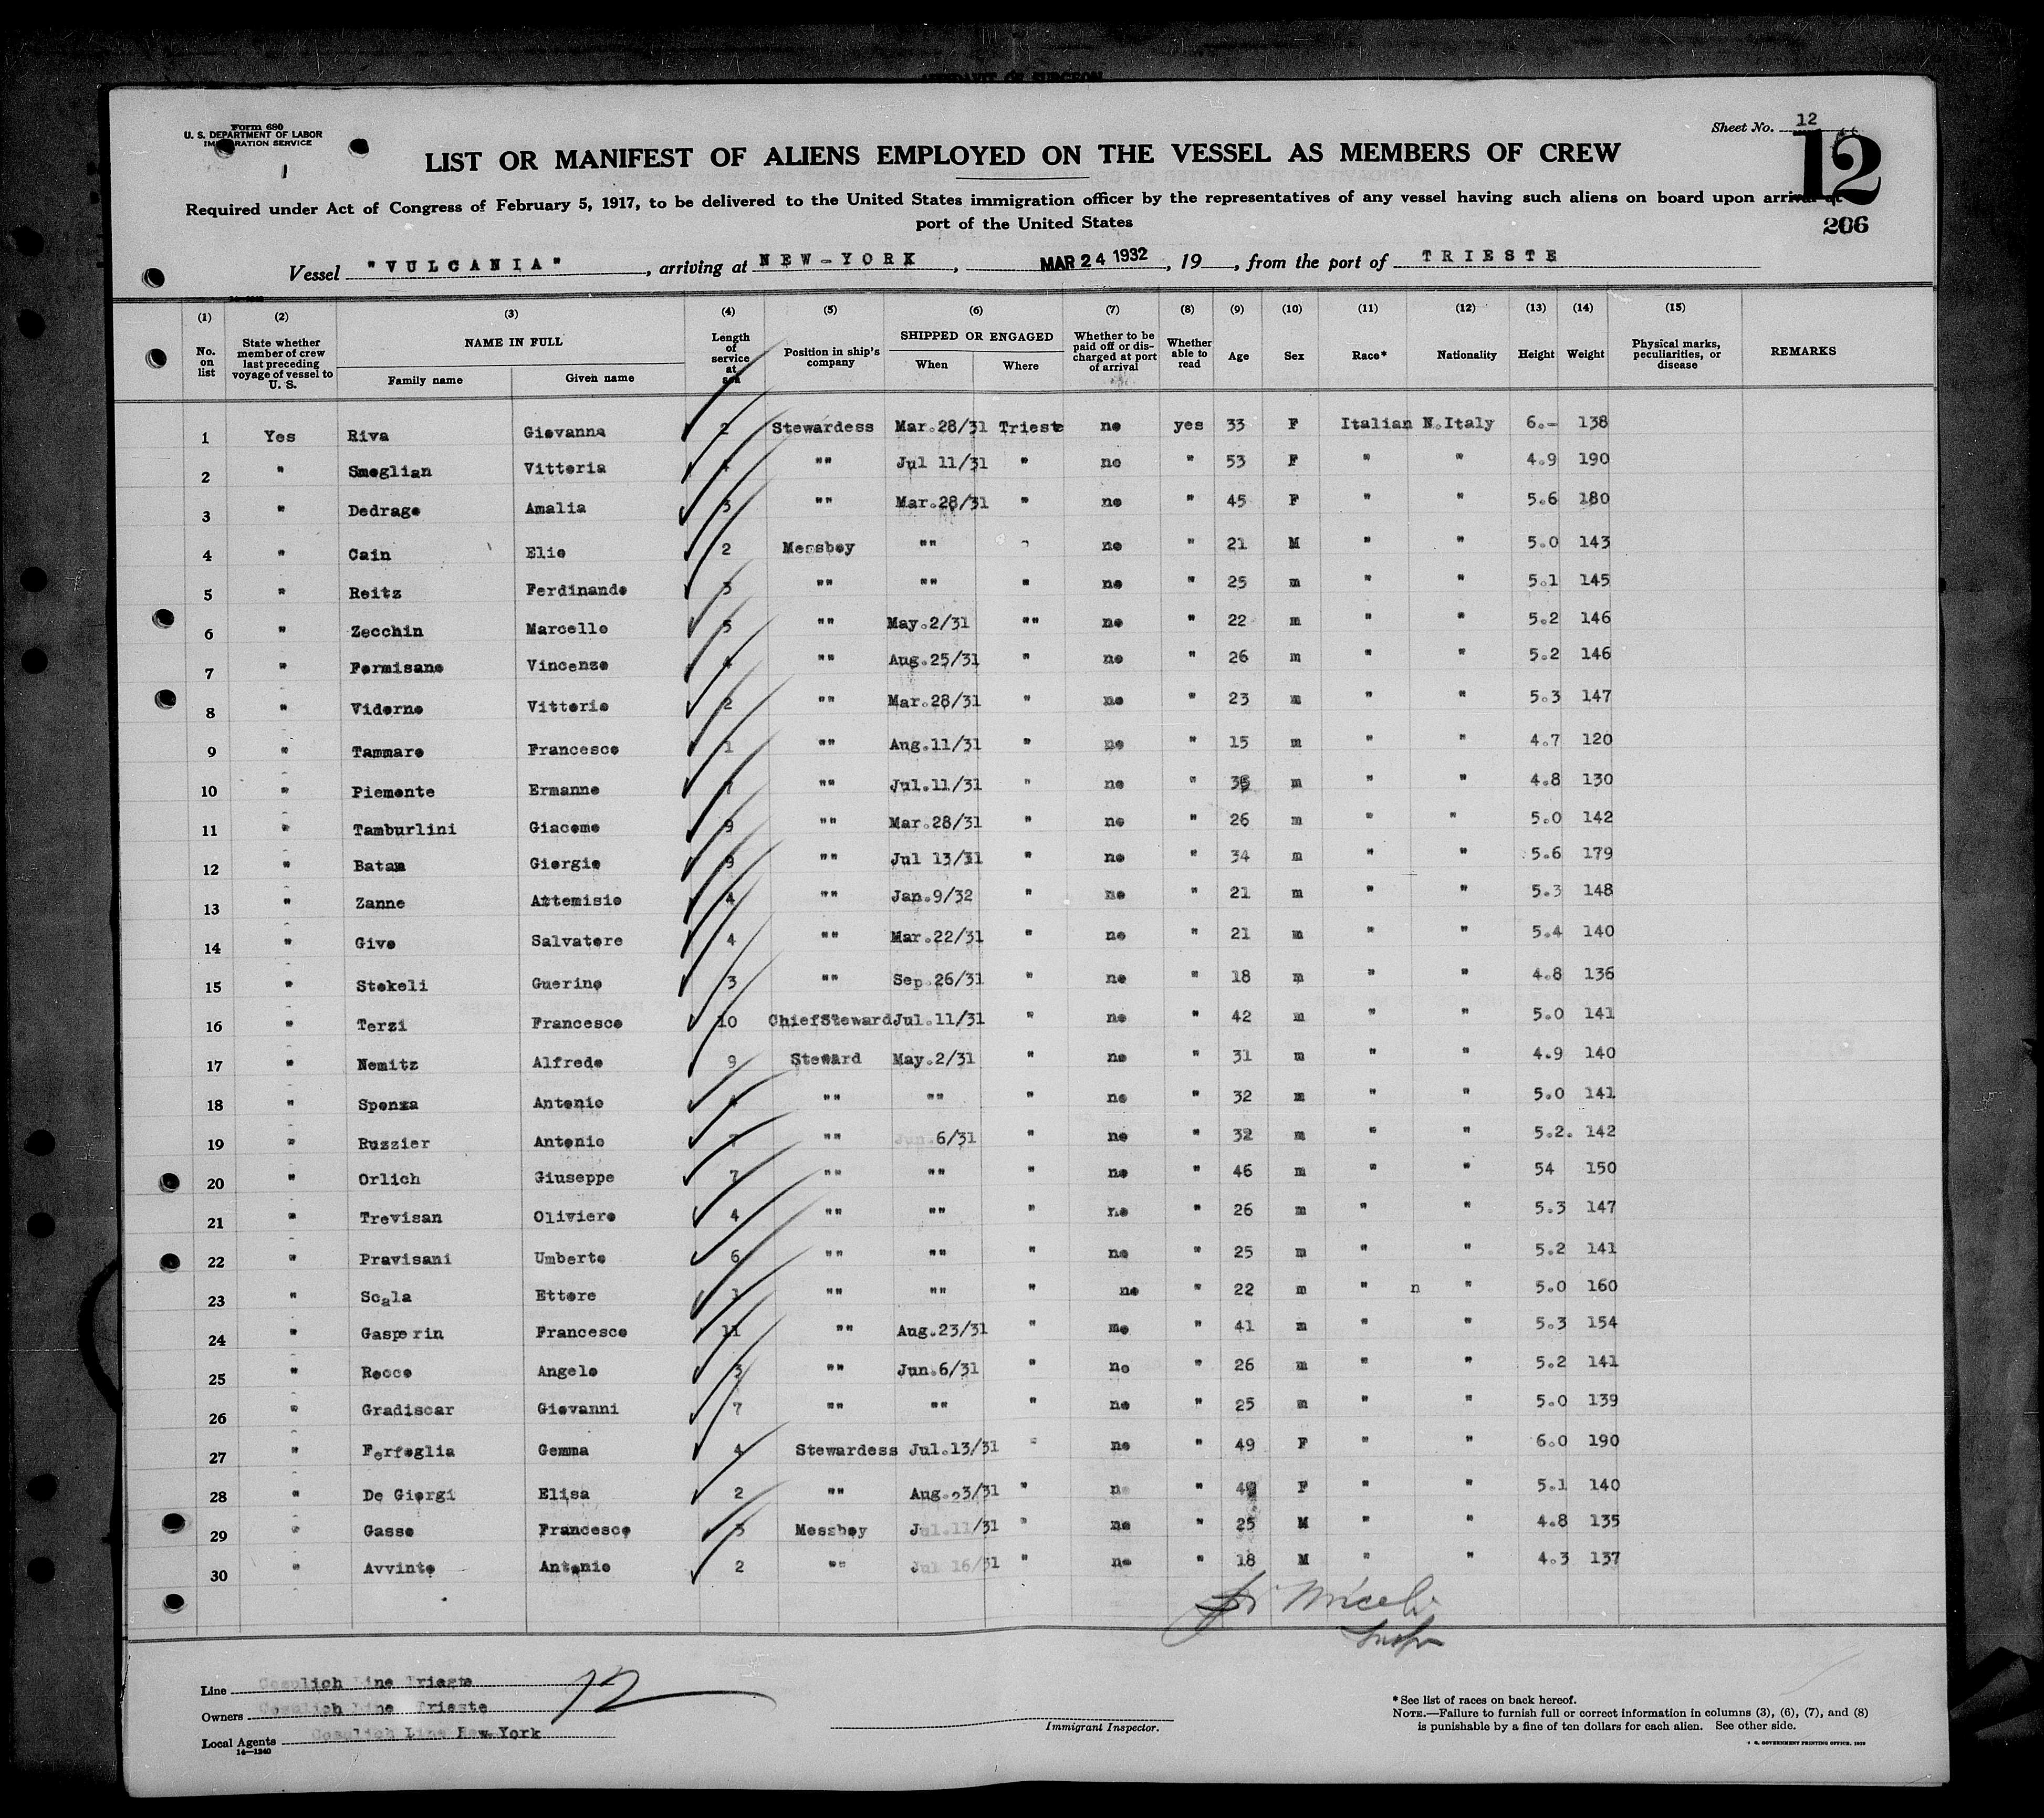 AFFIDAVIT OF SURGEON
Form 680
U. S. DEPARTMENT OF LABOR
IMMIGRATION SERVICE
Sheet No. 12
12
LIST OR MANIFEST OF ALIENS EMPLOYED ON THE VESSEL AS MEMBERS OF CREW
Required under Act of Congress of February 5, 1917, to be delivered to the United States immigration officer by the representatives of any vessel having such aliens on board upon arrival at
port of the United States
206
Vessel "VULCANIA", arriving at NEW-YORK, MAR 24 1932, 19, from the port of TRIESTE
(1) (2) (3) (4) (5) (6) (7) (8) (9) (10) (11) (12) (13) (14) (15)
No. on list State whether member of crew last preceding voyage of vessel to U. S. NAME IN FULL Family name Given name Length of service at sea Position in ship's company SHIPPED OR ENGAGED When Where Whether to be paid off or discharged at port of arrival Whether able to read Age Sex Race* Nationality Height Weight Physical marks, peculiarities, or disease REMARKS
1 Yes Riva Giovanna 2 Stewardess Mar.28/31 Trieste no yes 33 F Italian N.Italy 6.- 138
2 " Smoglian Vittoria 4 "" Jul 11/31 " no " 53 F " " 4.9 190
3 " Dedrago Amalia 3 "" Mar.28/31 " no " 45 F " " 5.6 180
4 " Cain Elio 2 Messboy "" " no " 21 M " " 5.0 143
5 " Reitz Ferdinando 3 "" "" " no " 25 m " " 5.1 145
6 " Zecchin Marcello 5 "" May.2/31 "" no " 22 m " " 5.2 146
7 " Formisano Vincenzo 4 "" Aug.25/31 " no " 26 m " " 5.2 146
8 " Vidorno Vittorio 2 "" Mar.28/31 " no " 23 m " " 5.3 147
9 " Tammaro Francesco 1 "" Aug.11/31 " no " 15 m " " 4.7 120
10 " Piemonte Ermanno 7 "" Jul.11/31 " no " m " " 4.8 130
11 " Tamburlini Giacomo 9 "" Mar.28/31 " no " 26 m " " 5.0 142
12 " Batam Giorgio 9 "" Jul 13/31 " no " 34 m " " 5.6 179
13 " Zanne Attemisio 4 "" Jan.9/32 " no " 21 m " " 5.3 148
14 " Givo Salvatore 4 "" Mar.22/31 " no " 21 m " " 5.4 140
15 " Stokeli Guerino 3 "" Sep.26/31 " no " 18 m " " 4.8 136
16 " Terzi Francesco 10 ChiefSteward Jul.11/31 " no " 42 m " " 5.0 141
17 " Nemitz Alfredo 9 Steward May.2/31 " no " 31 m " " 4.9 140
18 " Sponza Antonio 4 "" "" " no " 32 m " " 5.0 141
19 " Ruzzier Antonio 7 "" Jun.6/31 " no " 32 m " " 5.2. 142
20 " Orlich Giuseppe 7 "" "" " no " 46 m " " 54 150
21 " Trevisan Oliviero 4 "" "" " no " 26 m " " 5.3 147
22 " Pravisani Umberto 6 "" "" " no " 25 m " " 5.2 141
23 " Scala Ettore 1 "" "" " no " 22 m " n " 5.0 160
24 " Gasperin Francesco 11 "" Aug.23/31 " mo " 41 m " " 5.3 154
25 " Rocco Angelo 3 "" Jun.6/31 " no " 26 m " " 5.2 141
26 " Gradiscar Giovanni 7 "" "" " no " 25 m " " 5.0 139
27 " Ferfoglia Gemma 4 Stewardess Jul.13/31 " no " 49 F " " 6.0 190
28 " De Giorgi Elisa 2 "" Aug.23/31 " no " F " " 5.1 140
29 " Gasso Francesco 3 Messboy Jul.11/31 " no " 25 M " " 4.8 135
30 " Avvinto Antonio 2 "" Jul 16/31 " no " 18 M " " 4.3 137
Miceli
Insp
Line Cosulich Line Trieste
12
Owners Cosulich Line Trieste
Local Agents Cosulich Line New York
14—1240
Immigrant Inspector.
* See list of races on back hereof.
NOTE.—Failure to furnish full or correct information in columns (3), (6), (7), and (8)
is punishable by a fine of ten dollars for each alien. See other side.